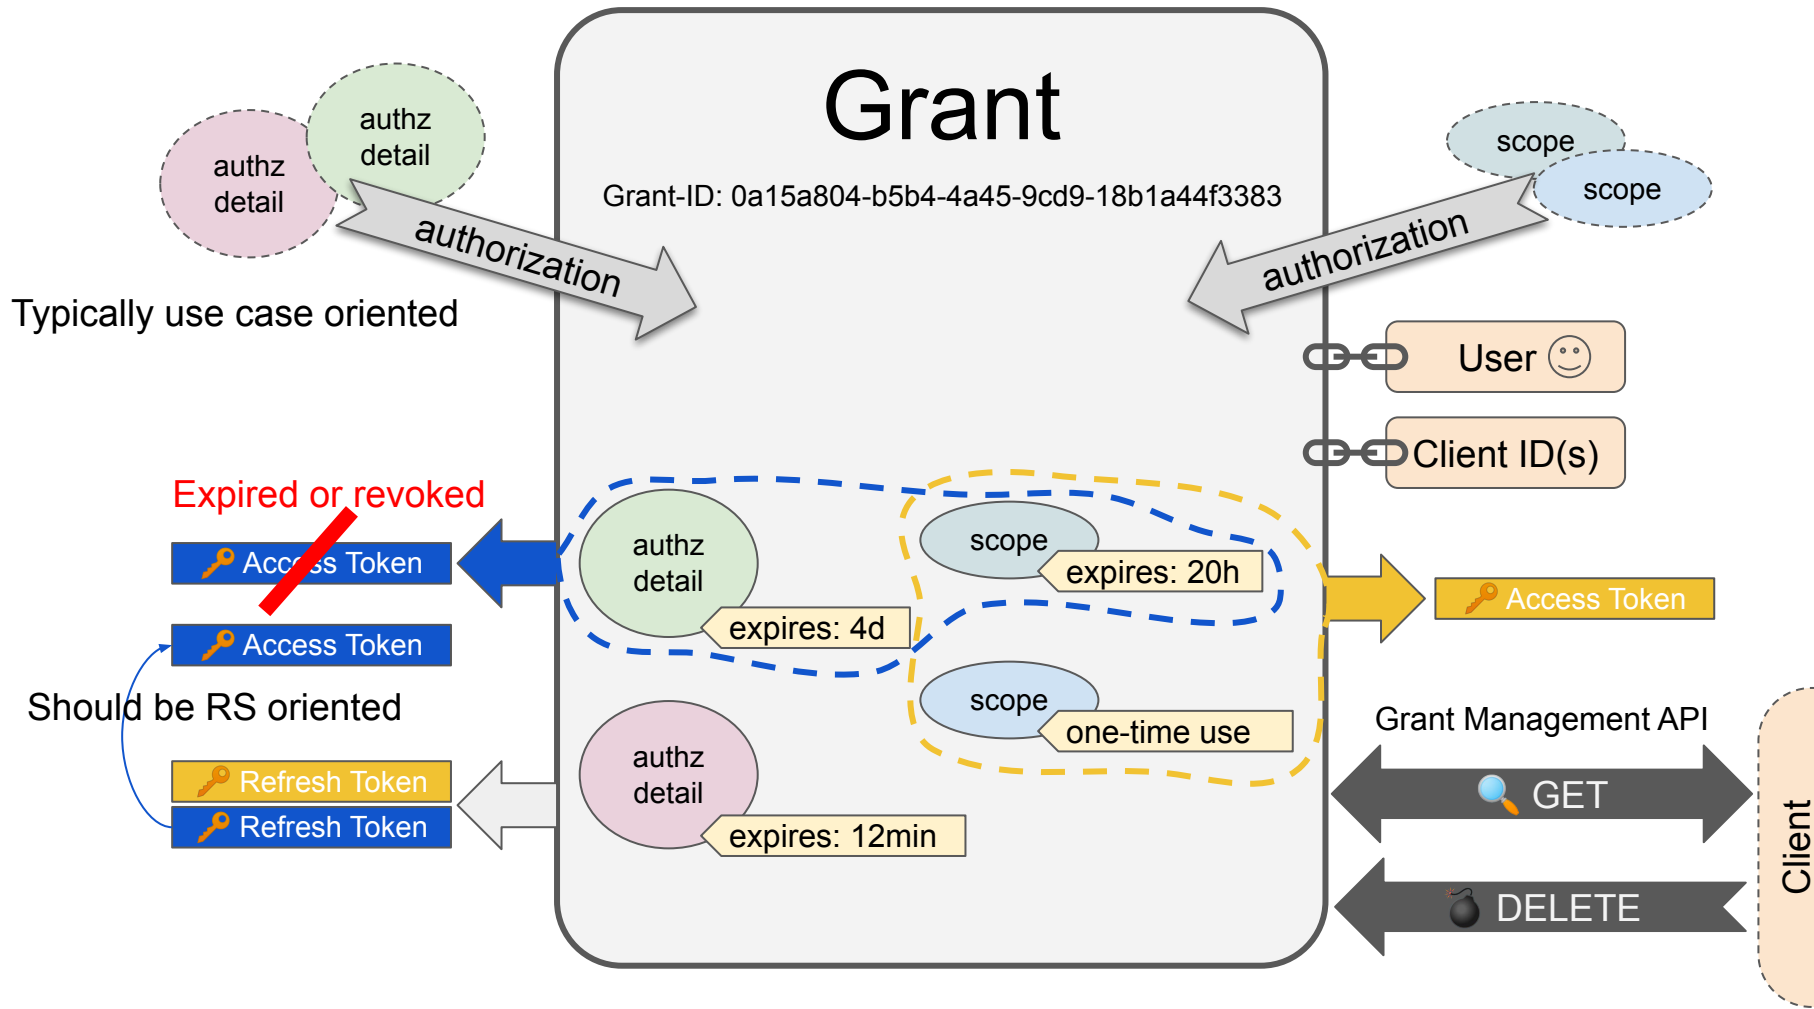 Grant
Grant-ID: 0a15a804-b5b4-4a45-9cd9-18b1a44f3383
authz
detail
authz
detail
authorization
Typically use case oriented
scope
scope
authorization
User
Client ID(s)
Expired or revoked
Access Token
Access Token
Should be RS oriented
Refresh Token
Refresh Token
authz
detail
expires: 4d
scope
expires: 20h
authz
detail
expires: 12min
scope
one-time use
Access Token
Grant Management API
GET
DELETE
Client